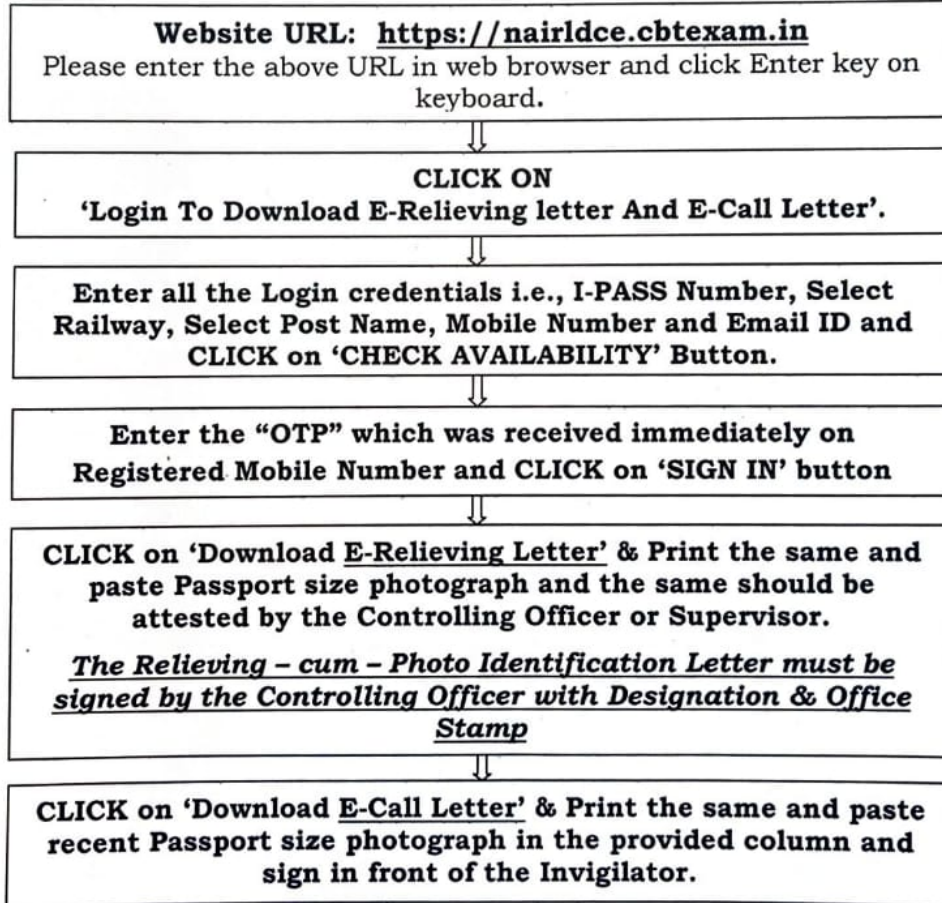 Website URL: https://nairldce.cbtexam.in
Please enter the above URL in web browser and click Enter key on
keyboard.
CLICK ON
‘Login To Download E-Relieving letter And E-Call Letter’.
Enter all the Login credentials i.e., I-PASS Number, Select
Railway, Select Post Name, Mobile Number and Email ID and
CLICK on ‘CHECK AVAILABILITY’ Button.
Enter the “OTP” which was received immediately on
Registered Mobile Number and CLICK on ‘SIGN IN’ button
CLICK on ‘Download E-Relieving Letter’ & Print the same and
paste Passport size photograph and the same should be
attested by the Controlling Officer or Supervisor.
The Relieving – cum – Photo Identification Letter must be
signed by the Controlling Officer with Designation & Office
Stamp
CLICK on ‘Download E-Call Letter’ & Print the same and paste
recent Passport size photograph in the provided column and
sign in front of the Invigilator.